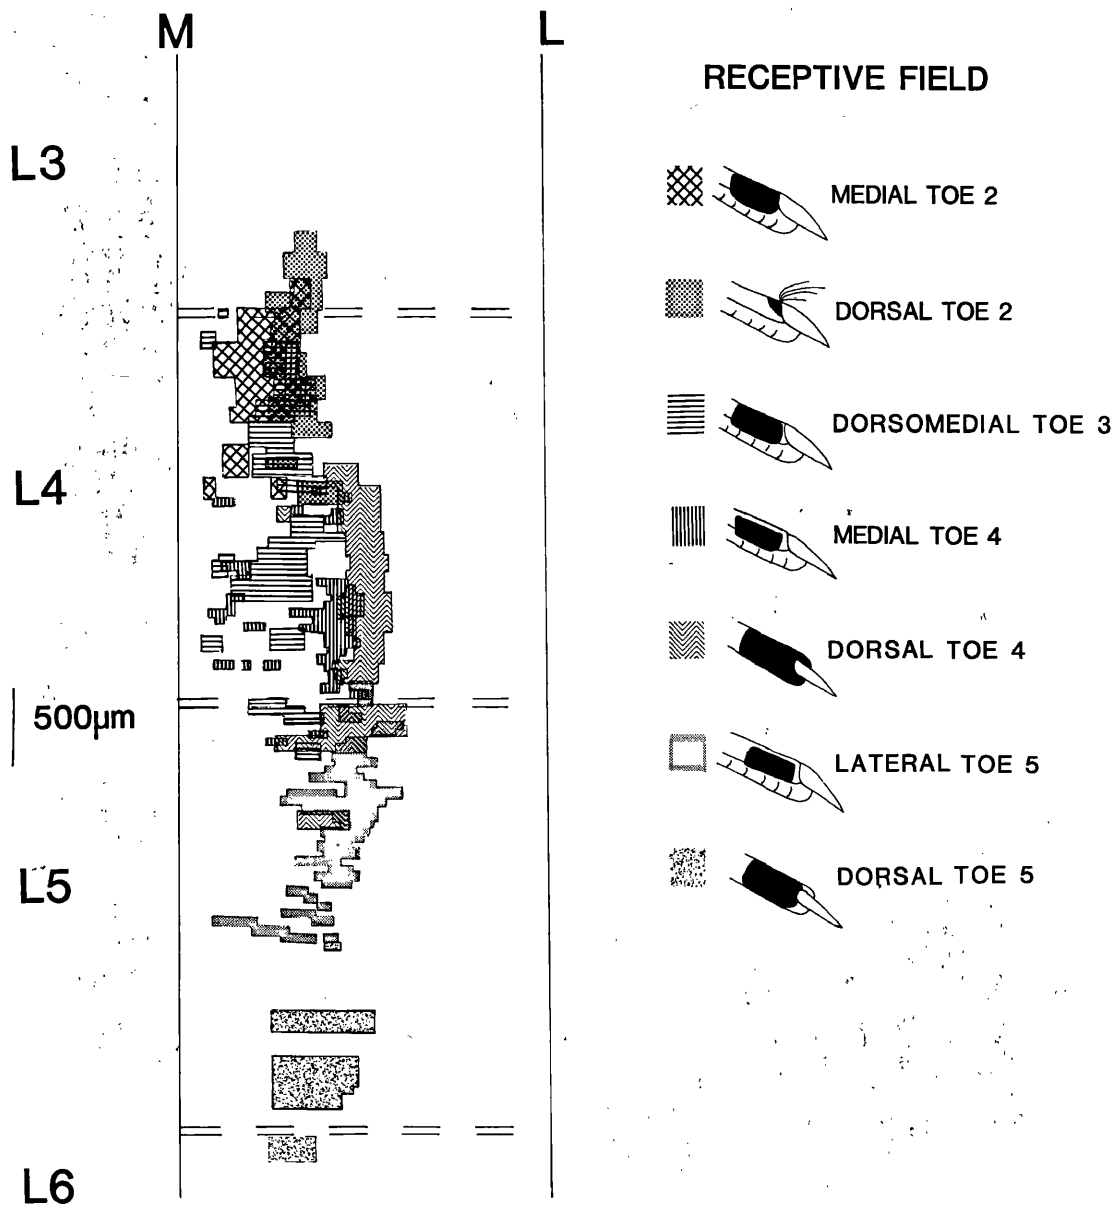 M
L
RECEPTIVE FIELD
L3
MEDIAL TOE 2
DORSAL TOE 2
DORSOMEDIAL TOE 3
L4
MEDIAL TOE 4
DORSAL TOE 4
500µm
LATERAL TOE 5
L5
DORSAL TOE 5
L6